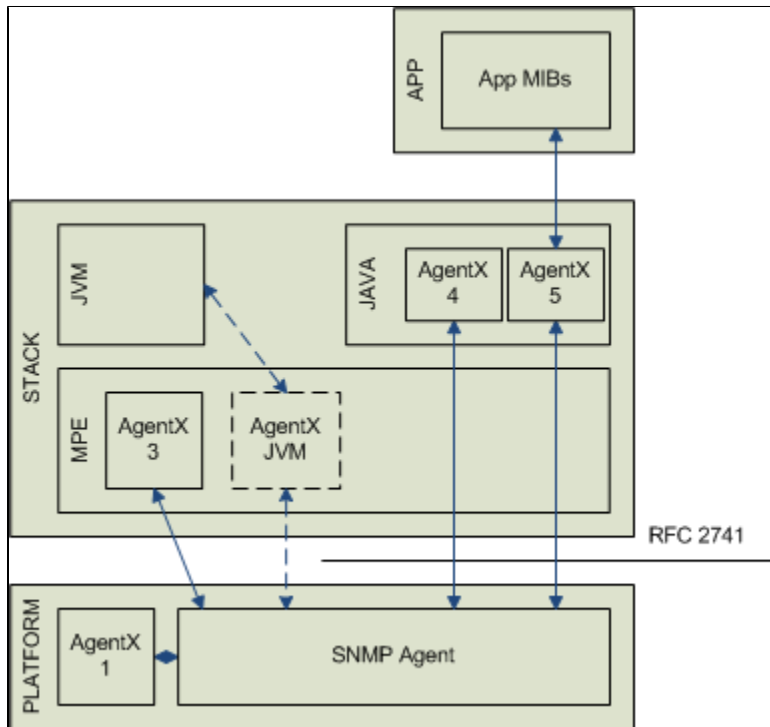 APP
App MIBs
STACK
JVM
JAVA
AgentX
4
AgentX
5
MPE
AgentX
3
AgentX
JVM
RFC 2741
PLATFORM
AgentX
1
SNMP Agent